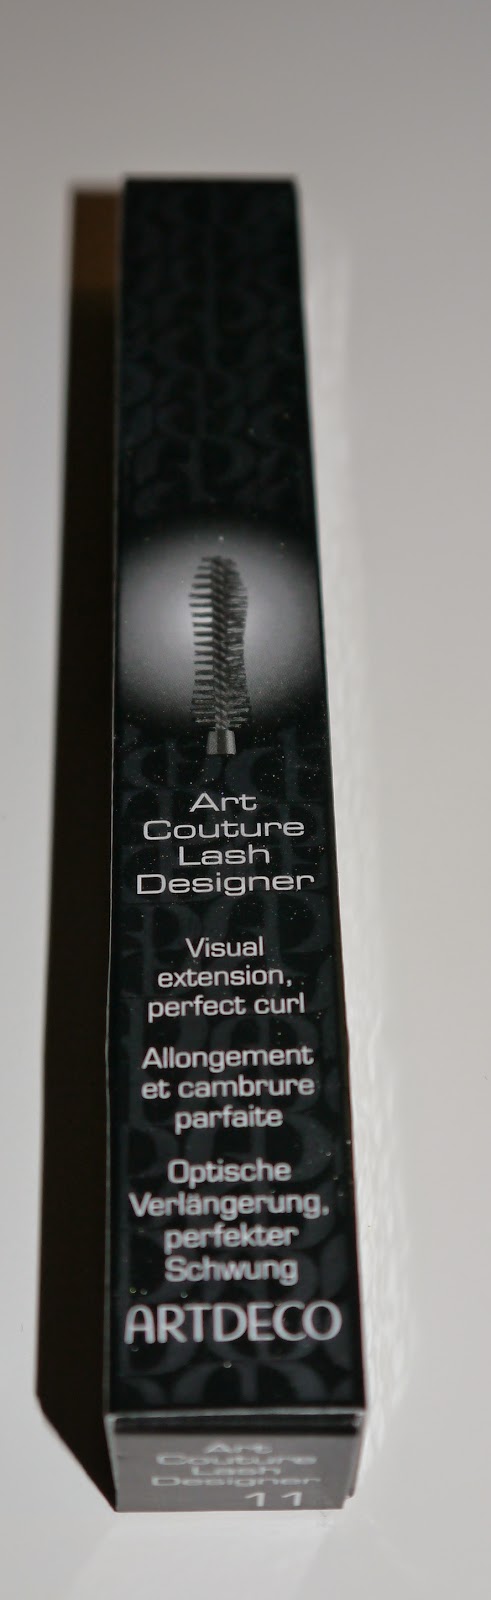 Art
Couture
Lash
Designer
Visual
extension,
perfect curl
Allongement
et cambrure
parfaite
Optische
Verlängerung,
perfekter
Schwung
ARTDECO
Art
Couture
Lash
Designer
11